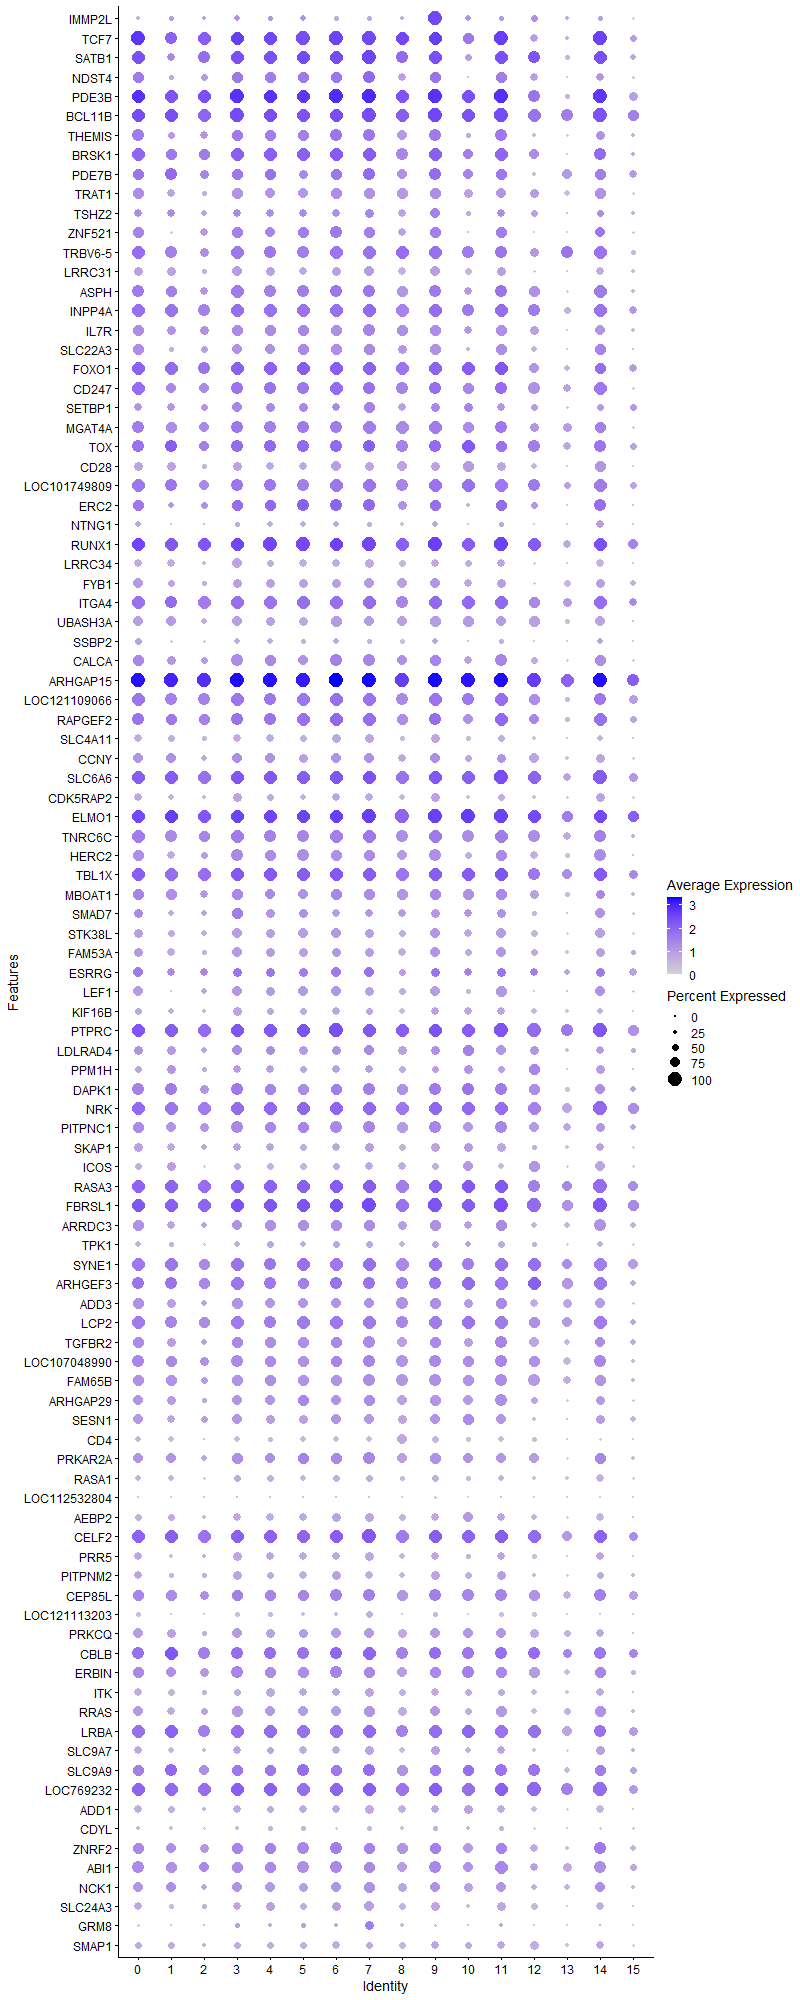 IMMP2L
TCF7
SATB1
NDST4
PDE3B
BCL11B
THEMIS
BRSK1
PDE7B
TRAT1
TSHZ2
ZNF521
TRBV6-5
LRRC31
ASPH
INPP4A
IL7R
SLC22A3
FOXO1
CD247
SETBP1
MGAT4A
TOX
CD28
LOC101749809
ERC2
NTNG1
RUNX1
LRRC34
FYB1
ITGA4
UBASH3A
SSBP2
CALCA
ARHGAP15
LOC121109066
RAPGEF2
SLC4A11
CCNY
SLC6A6
CDK5RAP2
ELMO1
TNRC6C
HERC2
TBL1X
MBOAT1
SMAD7
STK38L
FAM53A
ESRRG
LEF1
KIF16B
PTPRC
LDLRAD4
PPM1H
DAPK1
NRK
PITPNC1
SKAP1
ICOS
RASA3
FBRSL1
ARRDC3
TPK1
SYNE1
ARHGEF3
ADD3
LCP2
TGFBR2
LOC107048990
FAM65B
ARHGAP29
SESN1
CD4
PRKAR2A
RASA1
LOC112532804
AEBP2
CELF2
PRR5
PITPNM2
CEP85L
LOC121113203
PRKCQ
CBLB
ERBIN
ITK
RRAS
LRBA
SLC9A7
SLC9A9
LOC769232
ADD1
CDYL
ZNRF2
ABI1
NCK1
SLC24A3
GRM8
SMAP1
Features
0 1 2 3 4 5 6 7 8 9 10 11 12 13 14 15
Identity
Average Expression
3
2
1
0
Percent Expressed
0
25
50
75
100